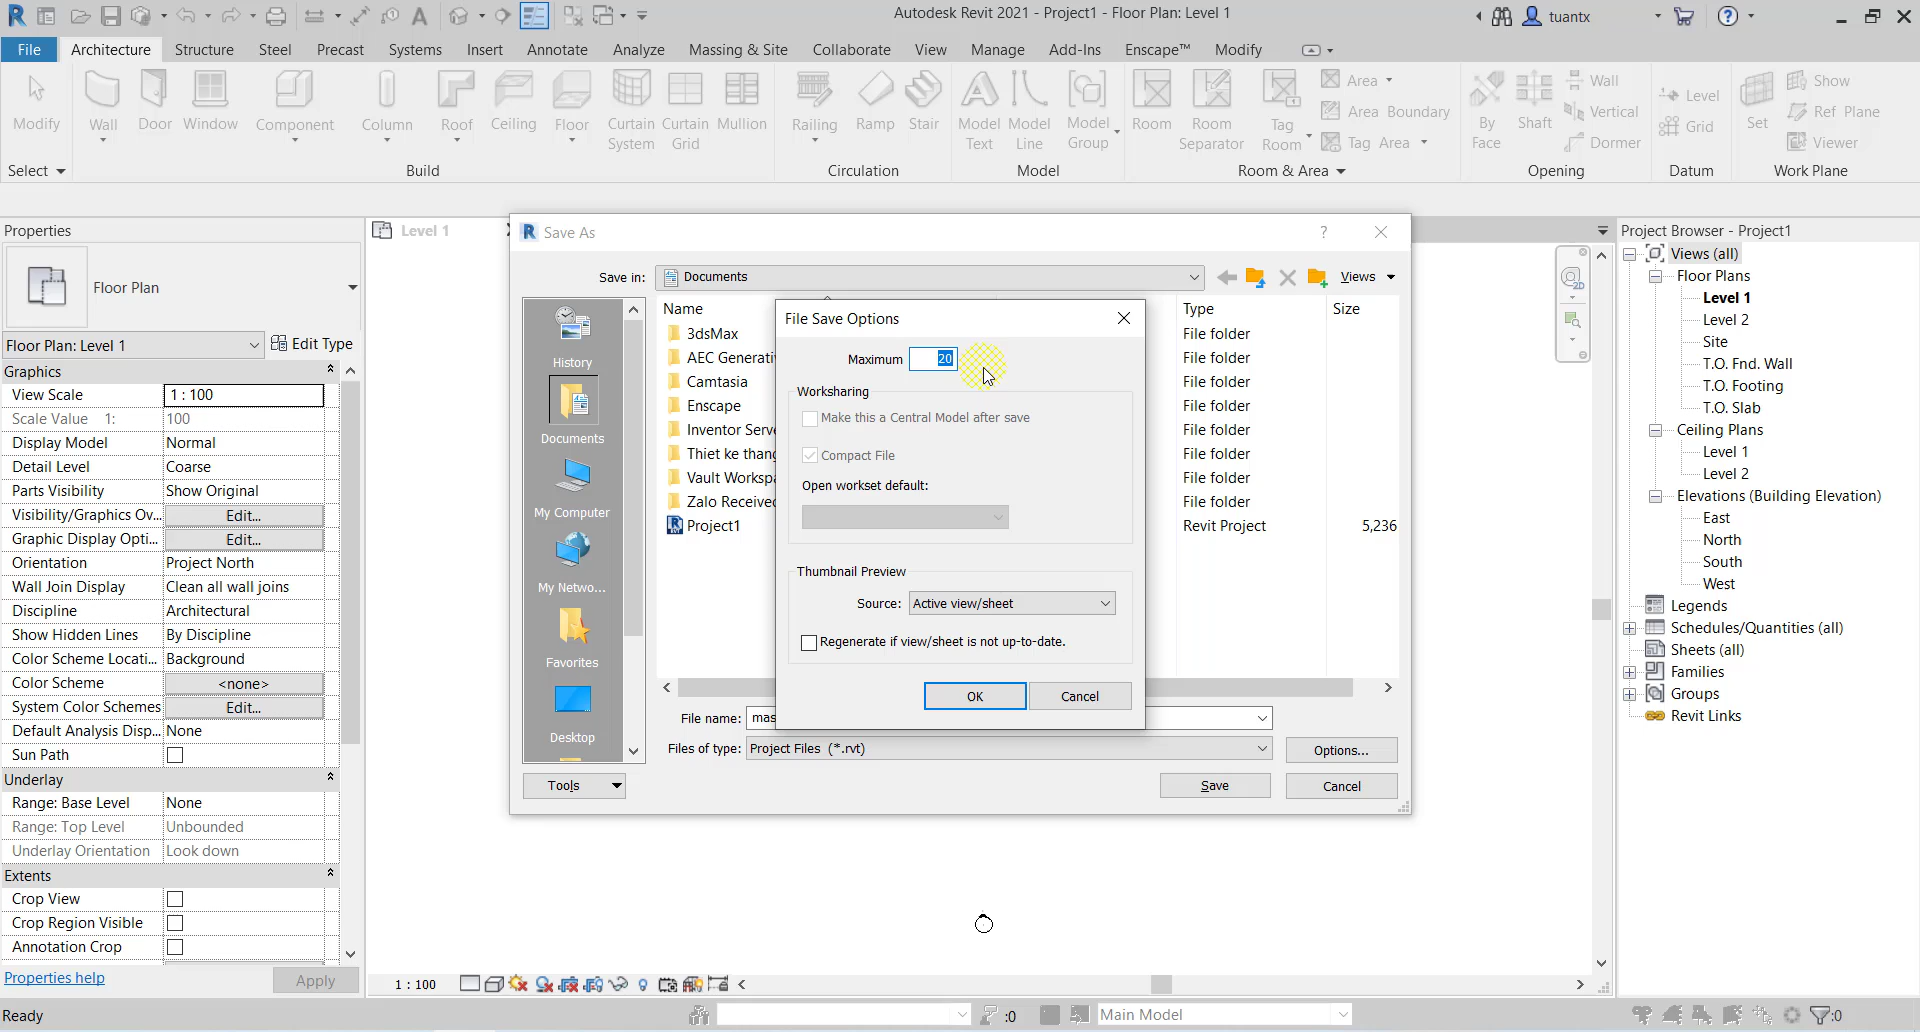 Autodesk Revit 2021 - Project1 - Floor Plan: Level 1
tuantx
File Architecture Structure Steel Precast Systems Insert Annotate Analyze Massing & Site Collaborate View Manage Add-Ins Enscape™ Modify
Modify
Wall Door Window Component Column Roof Ceiling Floor Curtain System Curtain Grid Mullion
Railing Ramp Stair
Model Text Model Line Model Group
Room Room Separator Tag Room
Area
Area Boundary
Tag Area
By Face Shaft
Wall
Vertical
Dormer
Level
Grid
Set
Show
Ref Plane
Viewer
Select Build Circulation Model Room & Area Opening Datum Work Plane
Properties
Floor Plan
Floor Plan: Level 1 Edit Type
Graphics
View Scale 1 : 100
Scale Value 1: 100
Display Model Normal
Detail Level Coarse
Parts Visibility Show Original
Visibility/Graphics Ov... Edit...
Graphic Display Opti... Edit...
Orientation Project North
Wall Join Display Clean all wall joins
Discipline Architectural
Show Hidden Lines By Discipline
Color Scheme Locati... Background
Color Scheme <none>
System Color Schemes Edit...
Default Analysis Disp... None
Sun Path
Underlay
Range: Base Level None
Range: Top Level Unbounded
Underlay Orientation Look down
Extents
Crop View
Crop Region Visible
Annotation Crop
Properties help Apply
Level 1
Save As
Save in: Documents Views
History
Documents
My Computer
My Netwo...
Favorites
Desktop
Name Type Size
3dsMax File folder
AEC Generati File folder
Camtasia File folder
Enscape File folder
Inventor Serve File folder
Thiet ke thang File folder
Vault Workspa File folder
Zalo Received File folder
Project1 Revit Project 5,236
File name: mas
Files of type: Project Files (*.rvt) Options...
Tools Save Cancel
File Save Options
Maximum 20
Worksharing
Make this a Central Model after save
Compact File
Open workset default:
Thumbnail Preview
Source: Active view/sheet
Regenerate if view/sheet is not up-to-date.
OK Cancel
Project Browser - Project1
Views (all)
Floor Plans
Level 1
Level 2
Site
T.O. Fnd. Wall
T.O. Footing
T.O. Slab
Ceiling Plans
Level 1
Level 2
Elevations (Building Elevation)
East
North
South
West
Legends
Schedules/Quantities (all)
Sheets (all)
Families
Groups
Revit Links
1 : 100
Ready :0 Main Model :0